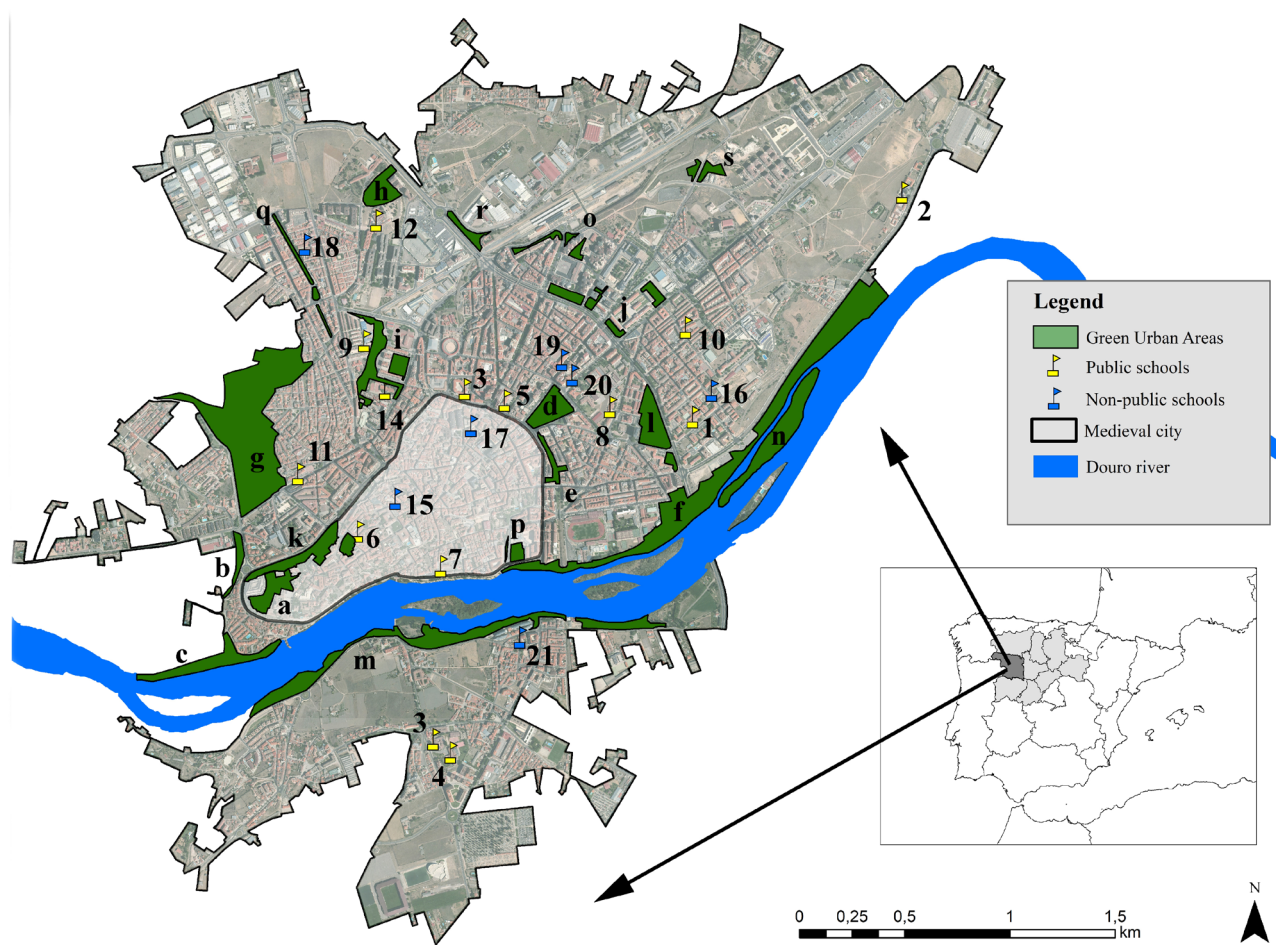 s
h
2
r
q
12
o
18
j
10
9
i
19
3
5
20
16
14
d
8
l
1
17
n
11
g
e
15
f
k
6
p
7
b
a
c
m
21
3
4
Legend
Green Urban Areas
Public schools
Non-public schools
Medieval city
Douro river
N
0 0,25 0,5 1 1,5
km